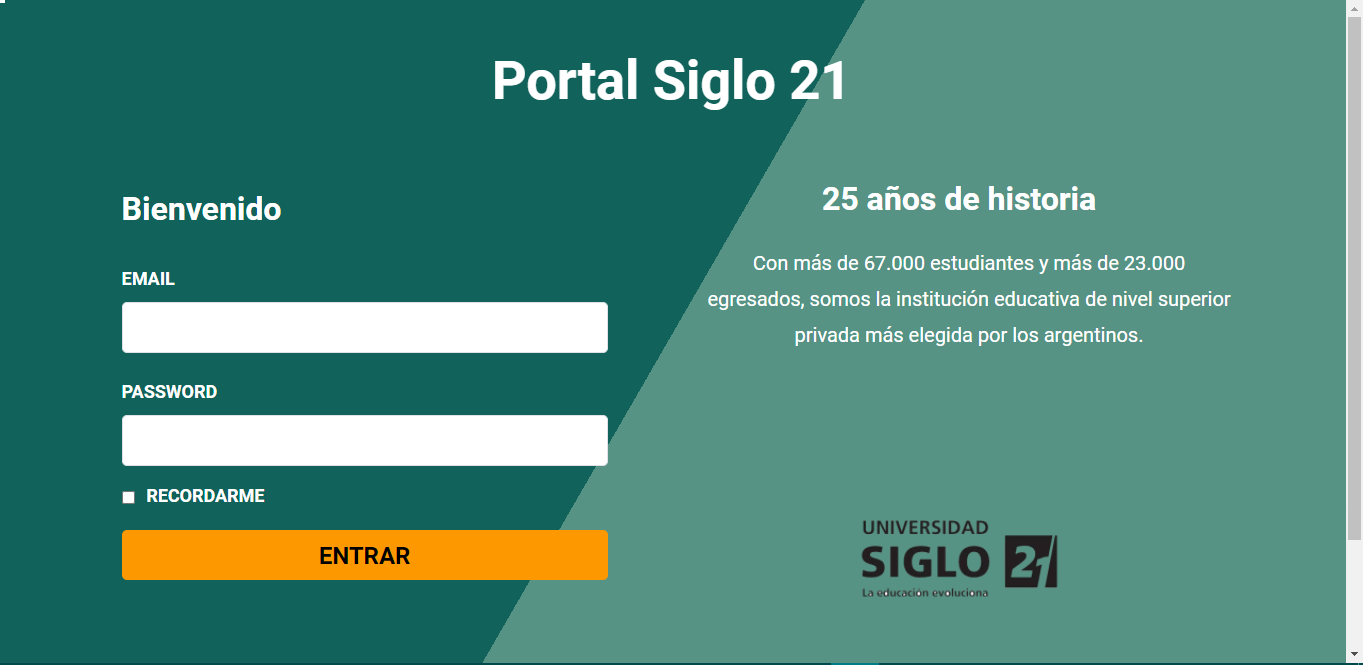 Portal Siglo 21
Bienvenido
EMAIL
PASSWORD
RECORDARME
ENTRAR
25 años de historia
Con más de 67.000 estudiantes y más de 23.000
egresados, somos la institución educativa de nivel superior
privada más elegida por los argentinos.
UNIVERSIDAD
SIGLO 21
La educación evoluciona